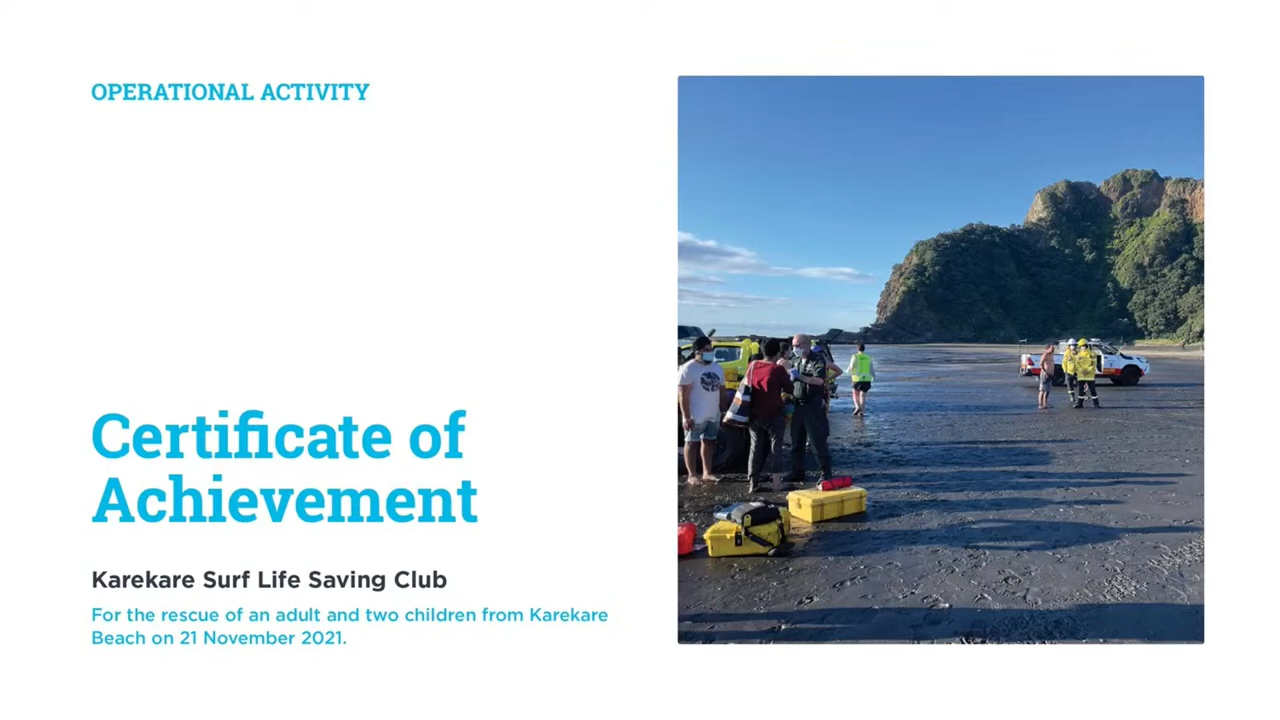 OPERATIONAL ACTIVITY
Certificate of
Achievement
Karekare Surf Life Saving Club
For the rescue of an adult and two children from Karekare
Beach on 21 November 2021.